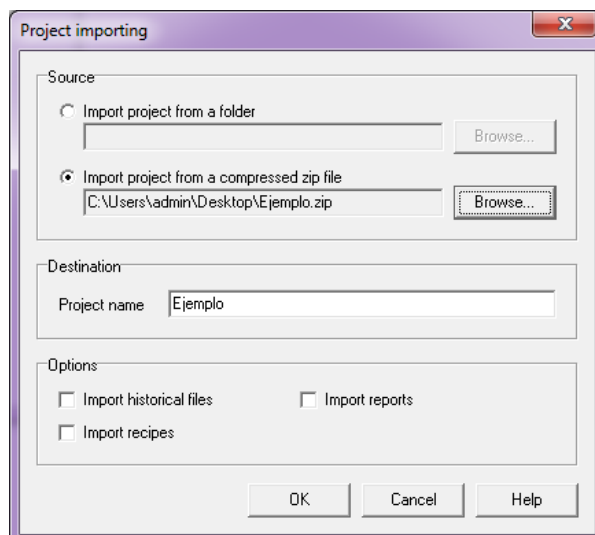 Project importing
Source
Import project from a folder
Browse...
Import project from a compressed zip file
C:\Users\admin\Desktop\Ejemplo.zip
Browse...
Destination
Project name
Ejemplo
Options
Import historical files
Import reports
Import recipes
OK
Cancel
Help